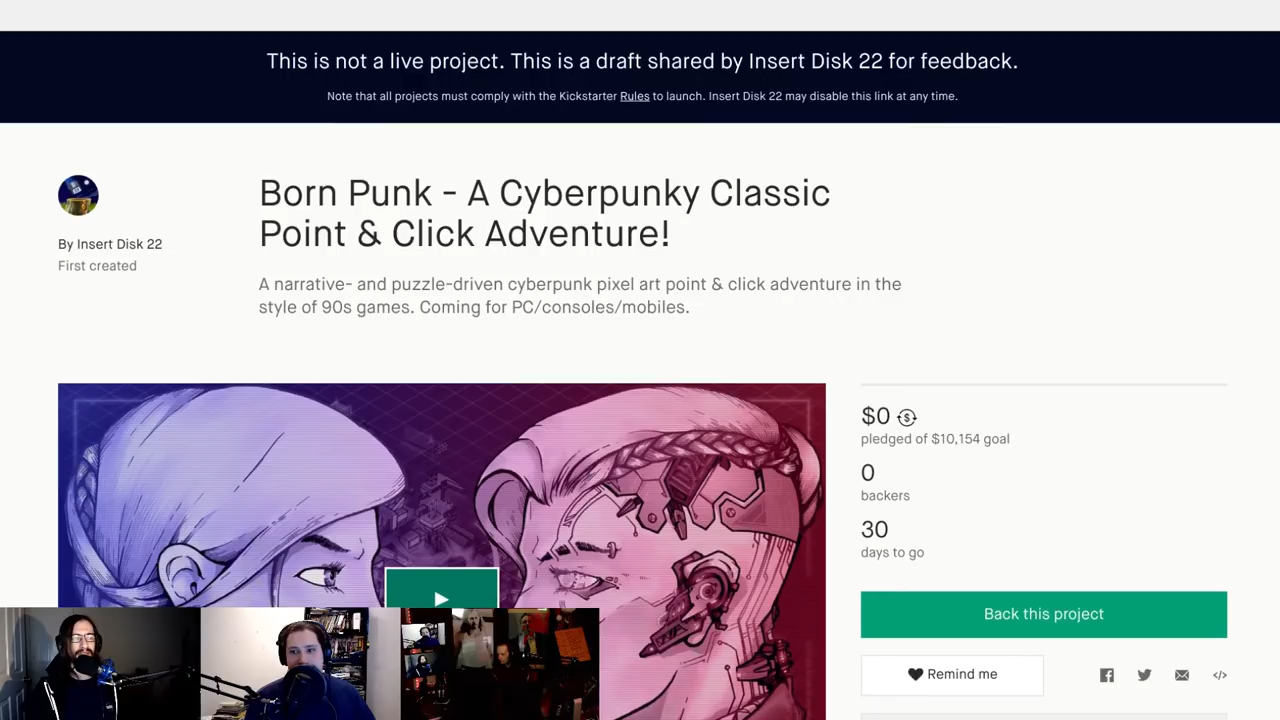 This is not a live project. This is a draft shared by Insert Disk 22 for feedback.
Note that all projects must comply with the Kickstarter Rules to launch. Insert Disk 22 may disable this link at any time.
By Insert Disk 22
First created
Born Punk - A Cyberpunky Classic
Point & Click Adventure!
A narrative- and puzzle-driven cyberpunk pixel art point & click adventure in the
style of 90s games. Coming for PC/consoles/mobiles.
$0
pledged of $10,154 goal
0
backers
30
days to go
Back this project
Remind me